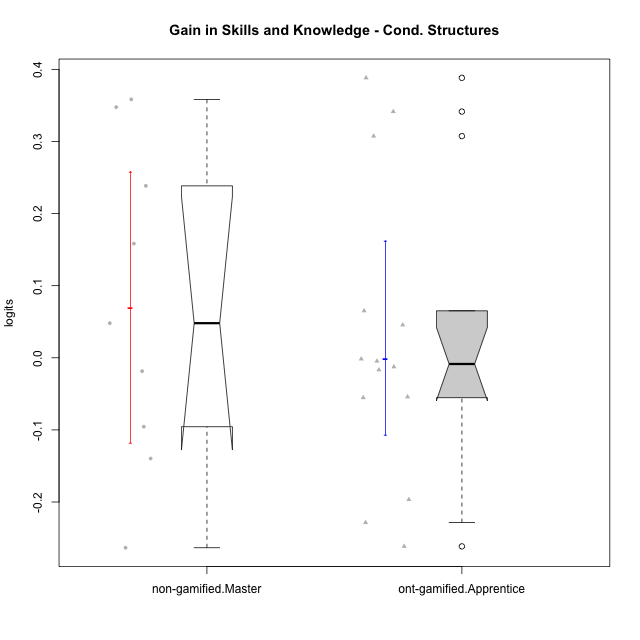 Gain in Skills and Knowledge - Cond. Structures
logits
0.4
0.3
0.2
0.1
0.0
-0.1
-0.2
non-gamified.Master ont-gamified.Apprentice